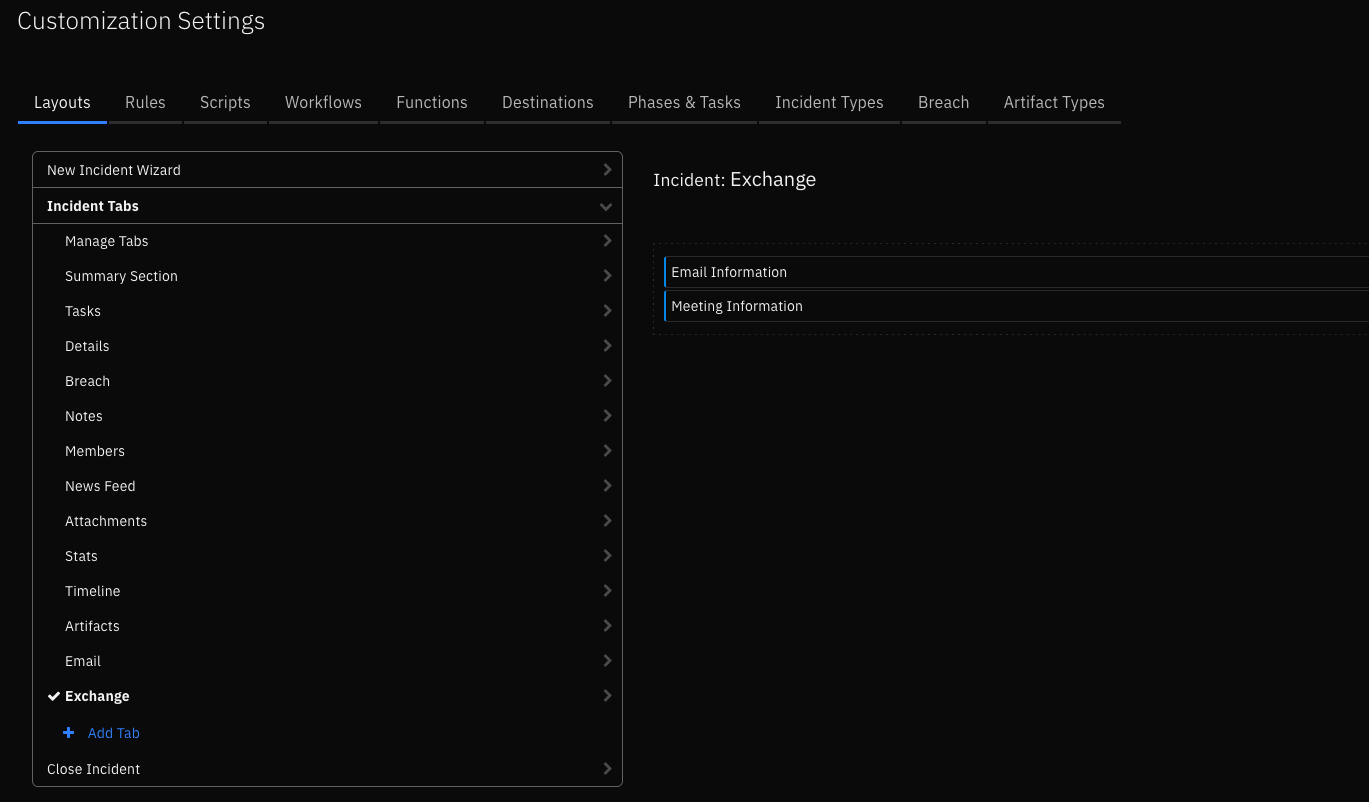 Customization Settings
Layouts Rules Scripts Workflows Functions Destinations Phases & Tasks Incident Types Breach Artifact Types
New Incident Wizard
Incident: Exchange
Incident Tabs
Manage Tabs
Summary Section
Tasks
Details
Breach
Notes
Members
News Feed
Attachments
Stats
Timeline
Artifacts
Email
Exchange
Add Tab
Close Incident
Email Information
Meeting Information